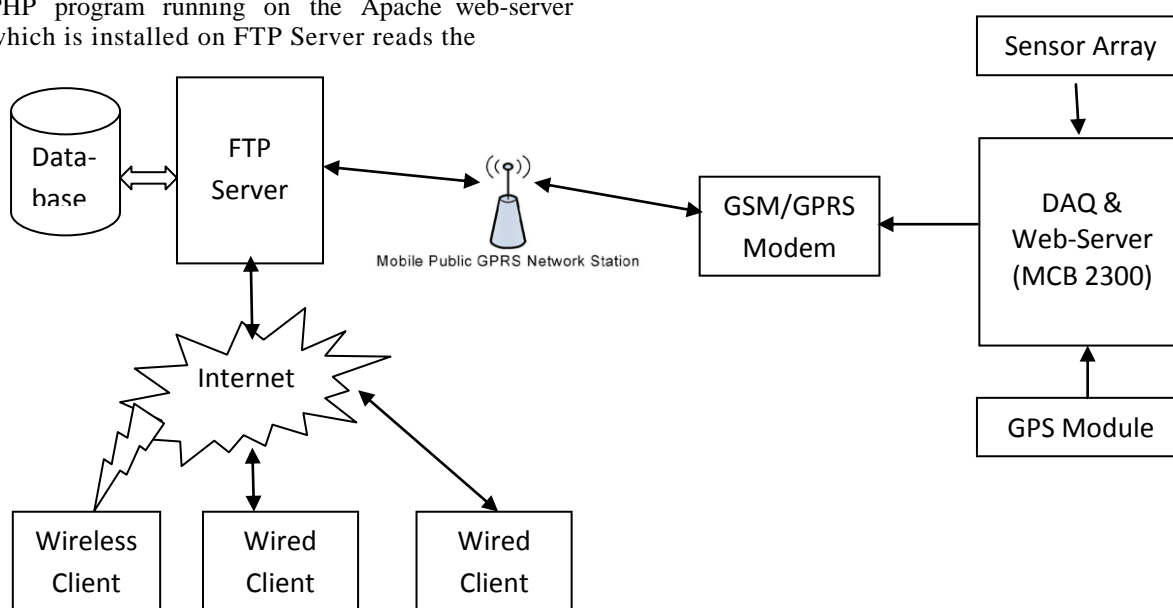 PHP program running on the Apache web-server
which is installed on FTP Server reads the
Sensor Array
Data-
base
FTP
Server
Mobile Public GPRS Network Station
GSM/GPRS
Modem
DAQ &
Web-Server
(MCB 2300)
Internet
GPS Module
Wireless
Client
Wired
Client
Wired
Client